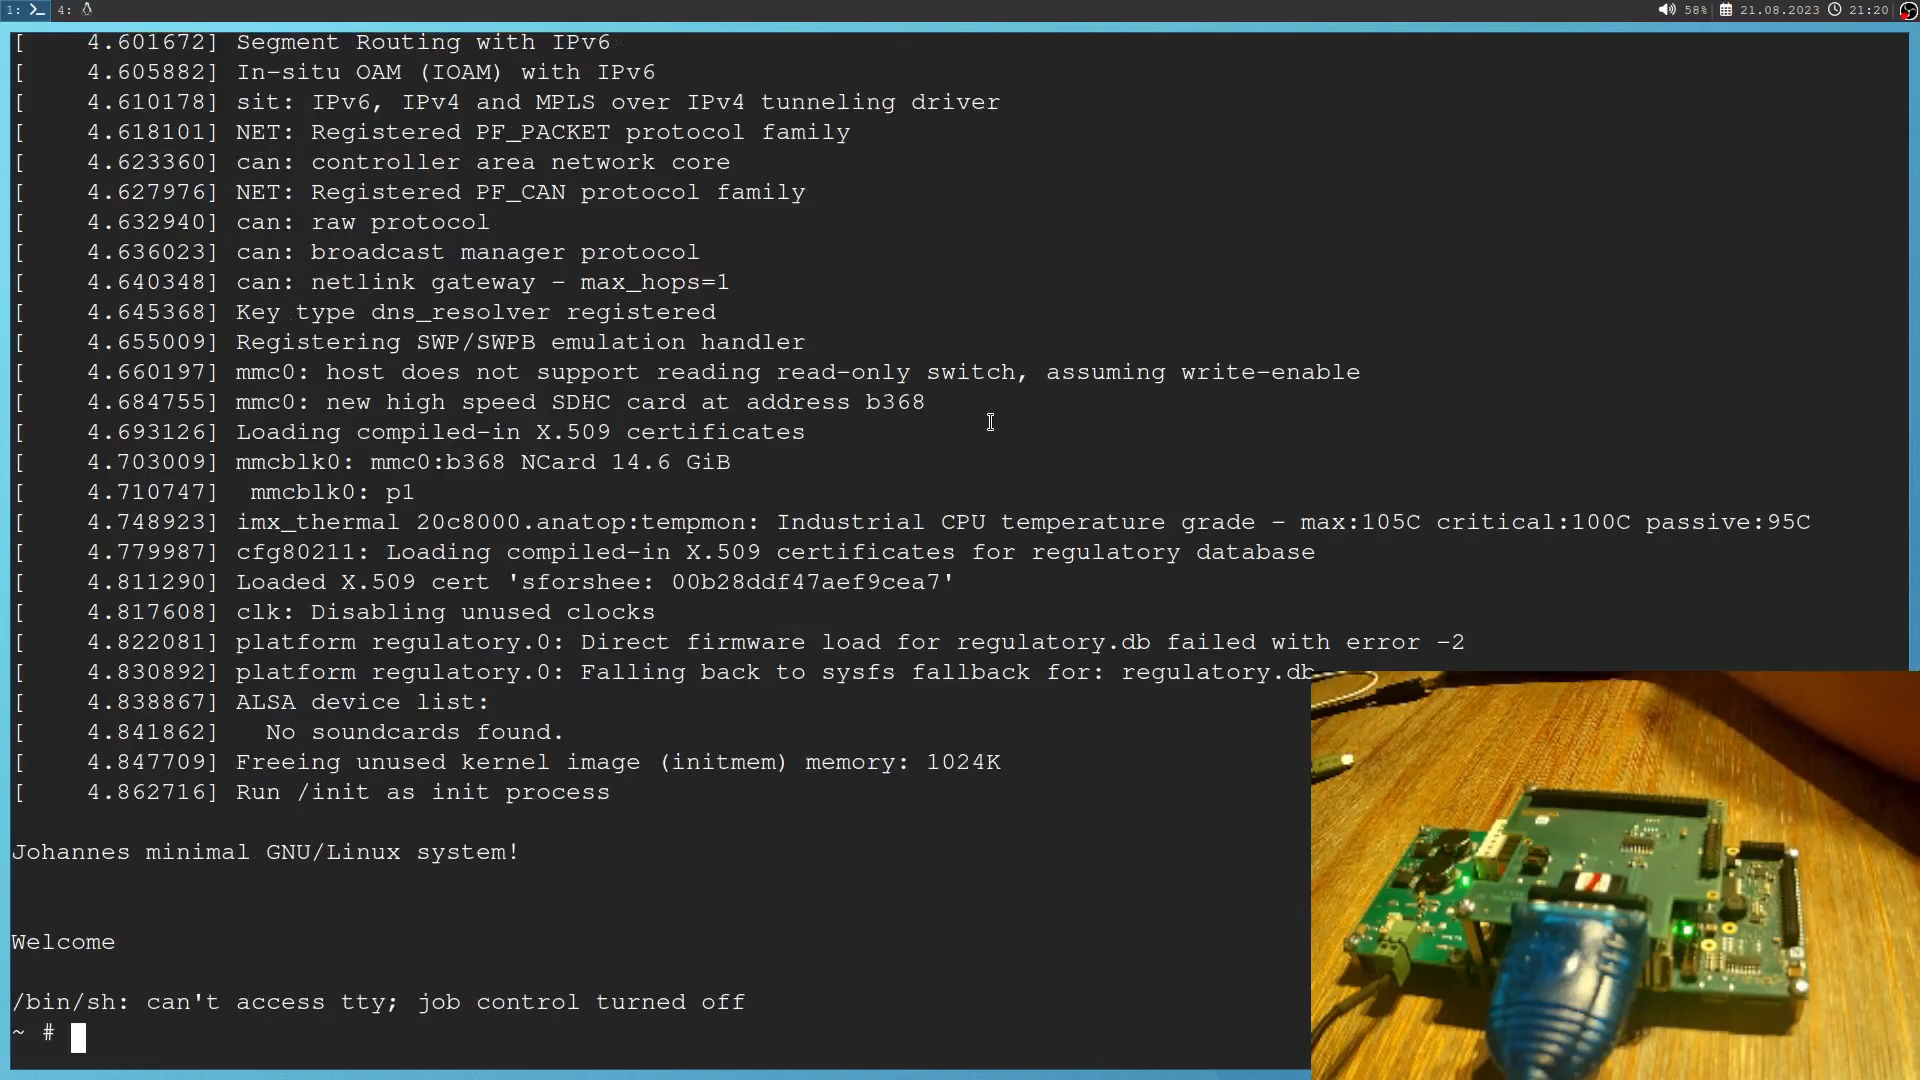 1: 4: 58% 21.08.2023 21:20
[    4.601672] Segment Routing with IPv6
[    4.605882] In-situ OAM (IOAM) with IPv6
[    4.610178] sit: IPv6, IPv4 and MPLS over IPv4 tunneling driver
[    4.618101] NET: Registered PF_PACKET protocol family
[    4.623360] can: controller area network core
[    4.627976] NET: Registered PF_CAN protocol family
[    4.632940] can: raw protocol
[    4.636023] can: broadcast manager protocol
[    4.640348] can: netlink gateway - max_hops=1
[    4.645368] Key type dns_resolver registered
[    4.655009] Registering SWP/SWPB emulation handler
[    4.660197] mmc0: host does not support reading read-only switch, assuming write-enable
[    4.684755] mmc0: new high speed SDHC card at address b368
[    4.693126] Loading compiled-in X.509 certificates
[    4.703009] mmcblk0: mmc0:b368 NCard 14.6 GiB
[    4.710747]  mmcblk0: p1
[    4.748923] imx_thermal 20c8000.anatop:tempmon: Industrial CPU temperature grade - max:105C critical:100C passive:95C
[    4.779987] cfg80211: Loading compiled-in X.509 certificates for regulatory database
[    4.811290] Loaded X.509 cert 'sforshee: 00b28ddf47aef9cea7'
[    4.817608] clk: Disabling unused clocks
[    4.822081] platform regulatory.0: Direct firmware load for regulatory.db failed with error -2
[    4.830892] platform regulatory.0: Falling back to sysfs fallback for: regulatory.db
[    4.838867] ALSA device list:
[    4.841862]   No soundcards found.
[    4.847709] Freeing unused kernel image (initmem) memory: 1024K
[    4.862716] Run /init as init process
Johannes minimal GNU/Linux system!
Welcome
/bin/sh: can't access tty; job control turned off
~ #